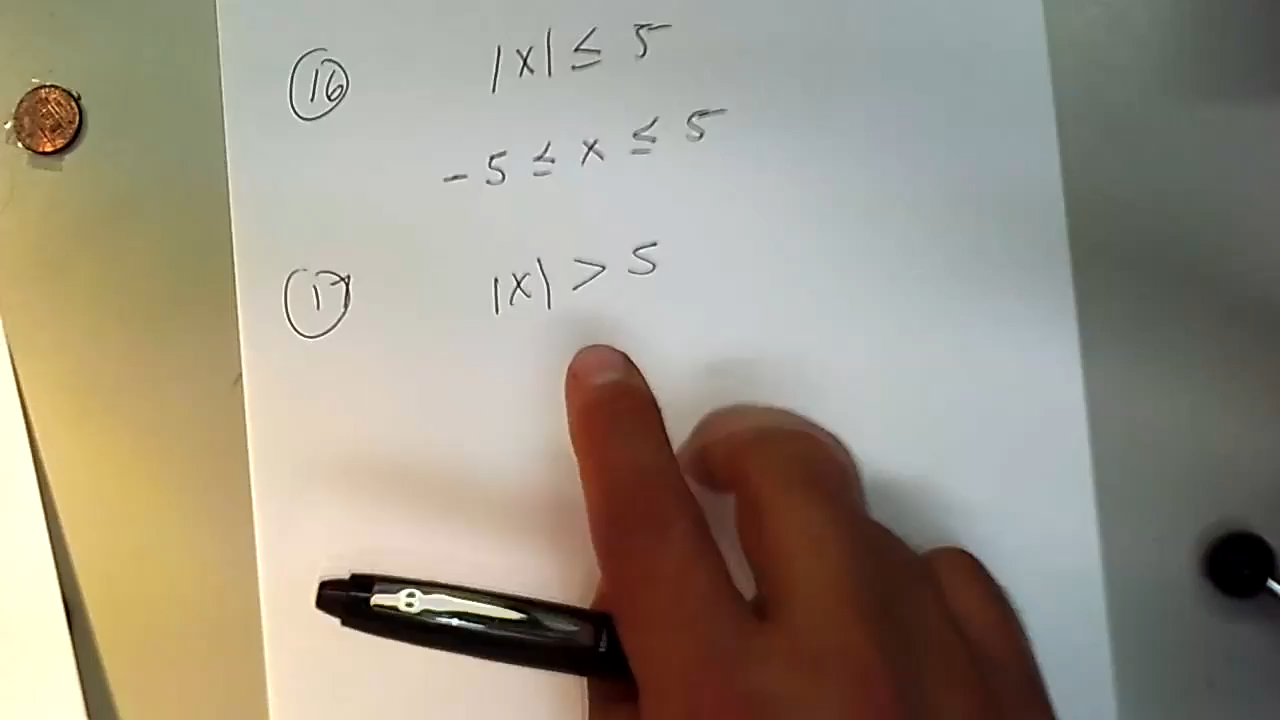 16 |x| ≤ 5
-5 ≤ x ≤ 5
17 |x| > 5